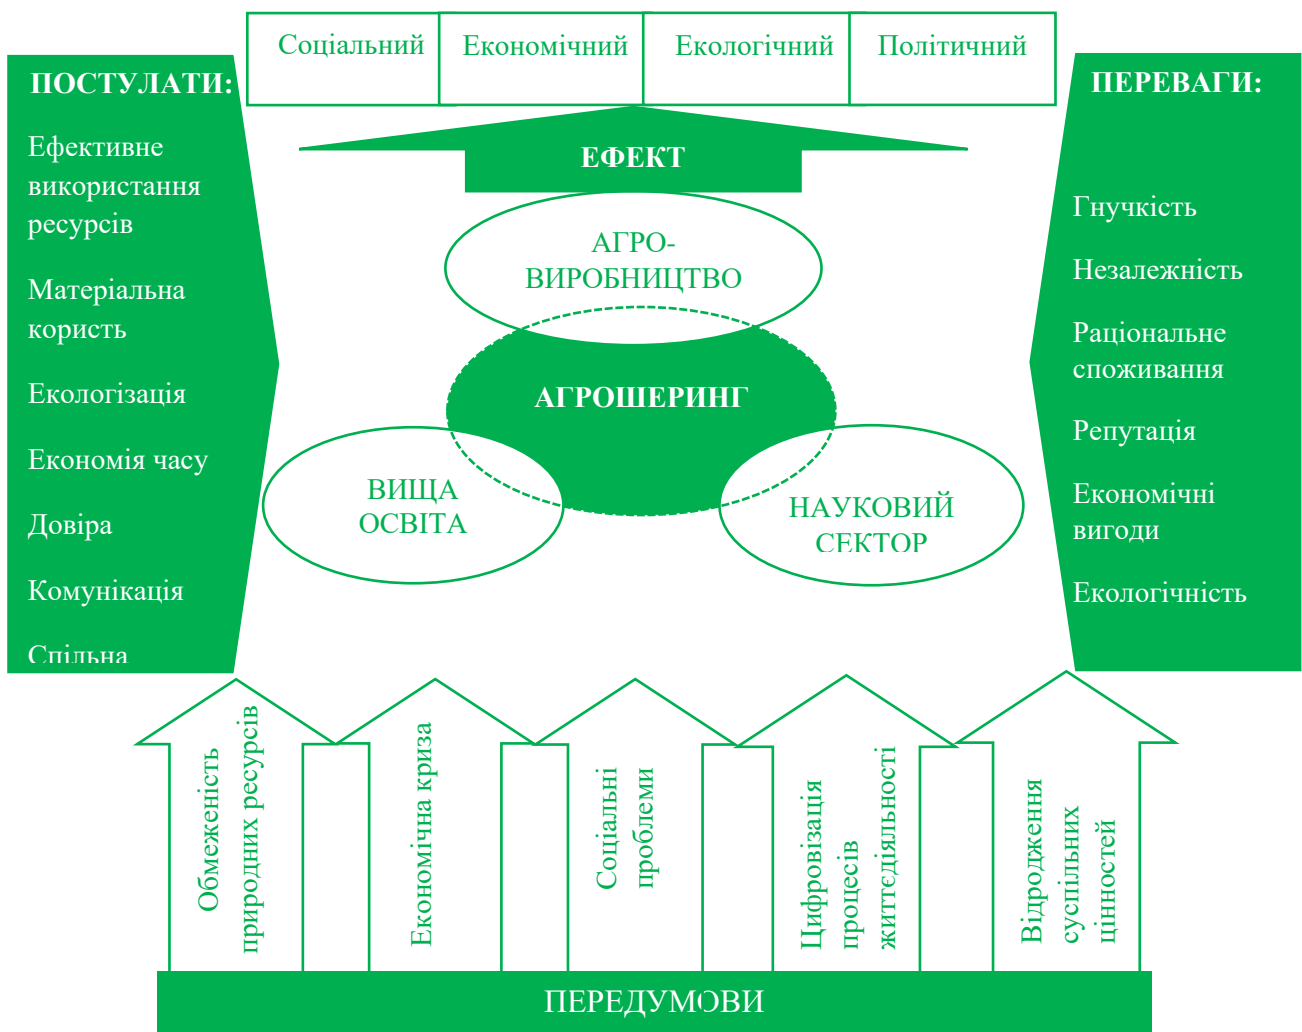 Соціальний
Економічний
Екологічний
Політичний
ПОСТУЛАТИ:
Ефективне
використання
ресурсів
Матеріальна
користь
Екологізація
Економія часу
Довіра
Комунікація
Спільна
ЕФЕКТ
АГРО-
ВИРОБНИЦТВО
АГРОШЕРИНГ
ВИЩА
ОСВІТА
НАУКОВИЙ
СЕКТОР
ПЕРЕВАГИ:
Гнучкість
Незалежність
Раціональне
споживання
Репутація
Економічні
вигоди
Екологічність
Обмеженість
природних ресурсів
Економічна криза
Соціальні
проблеми
Цифровізація
процесів
життєдіяльності
Відродження
суспільних
цінностей
ПЕРЕДУМОВИ